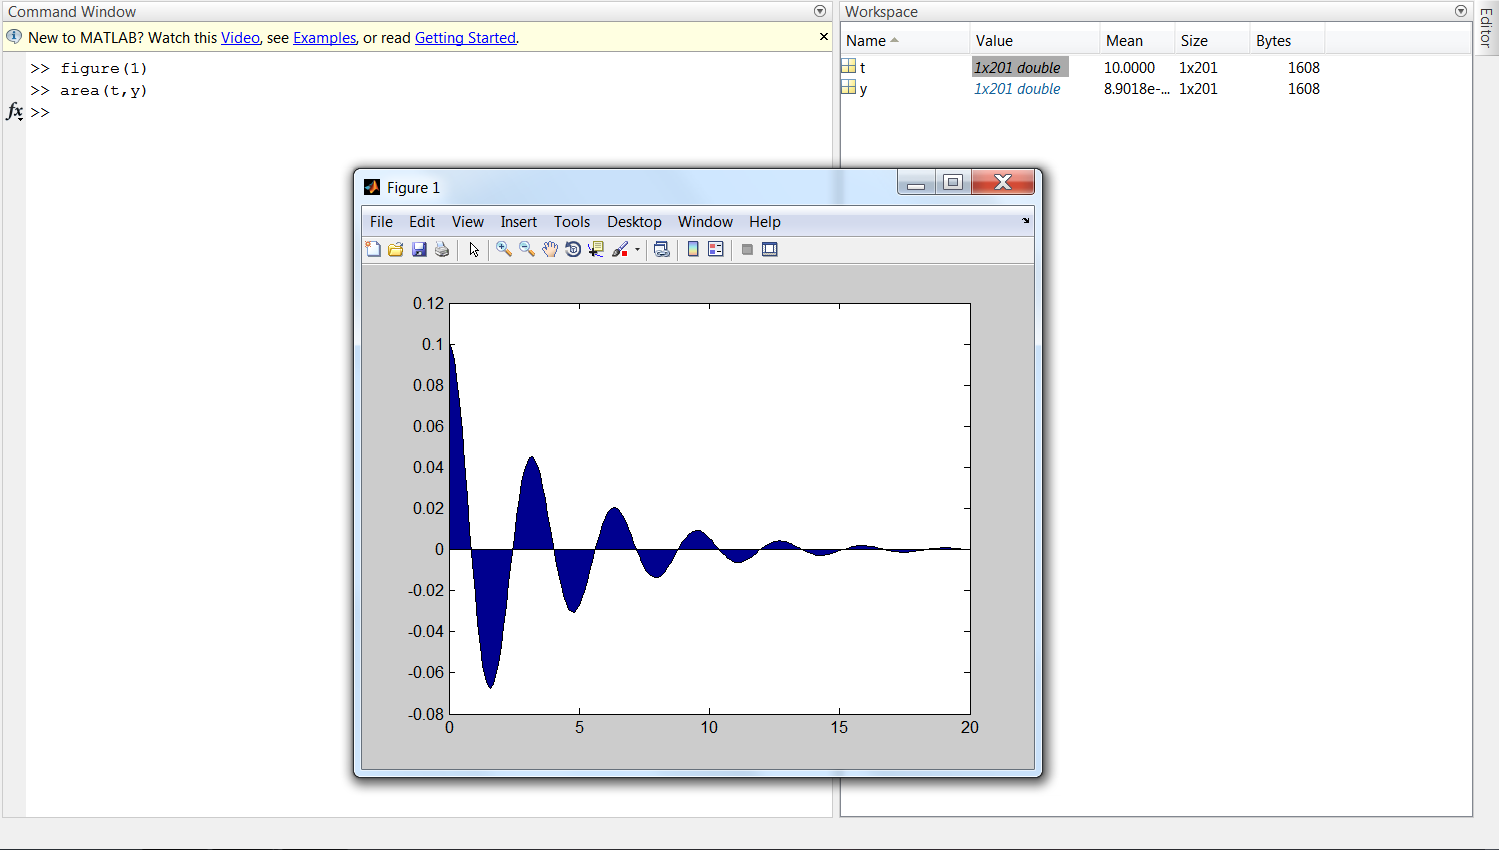 Command Window
New to MATLAB? Watch this Video, see Examples, or read Getting Started.
>> figure(1)
>> area(t,y)
fx >>
Workspace
Name Value Mean Size Bytes
t 1x201 double 10.0000 1x201 1608
y 1x201 double 8.9018e-... 1x201 1608
Editor
Figure 1
File Edit View Insert Tools Desktop Window Help
0.12
0.1
0.08
0.06
0.04
0.02
0
-0.02
-0.04
-0.06
-0.08
0 5 10 15 20